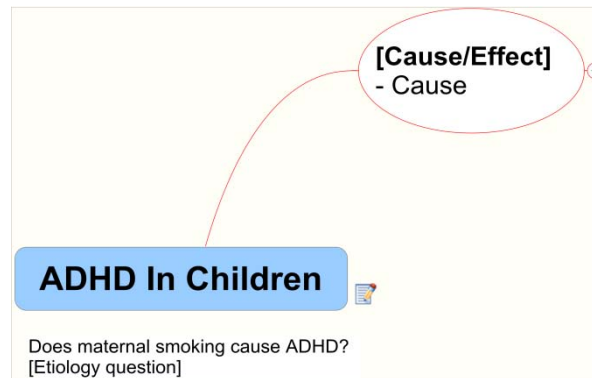 [Cause/Effect]
- Cause
ADHD In Children
Does maternal smoking cause ADHD?
[Etiology question]